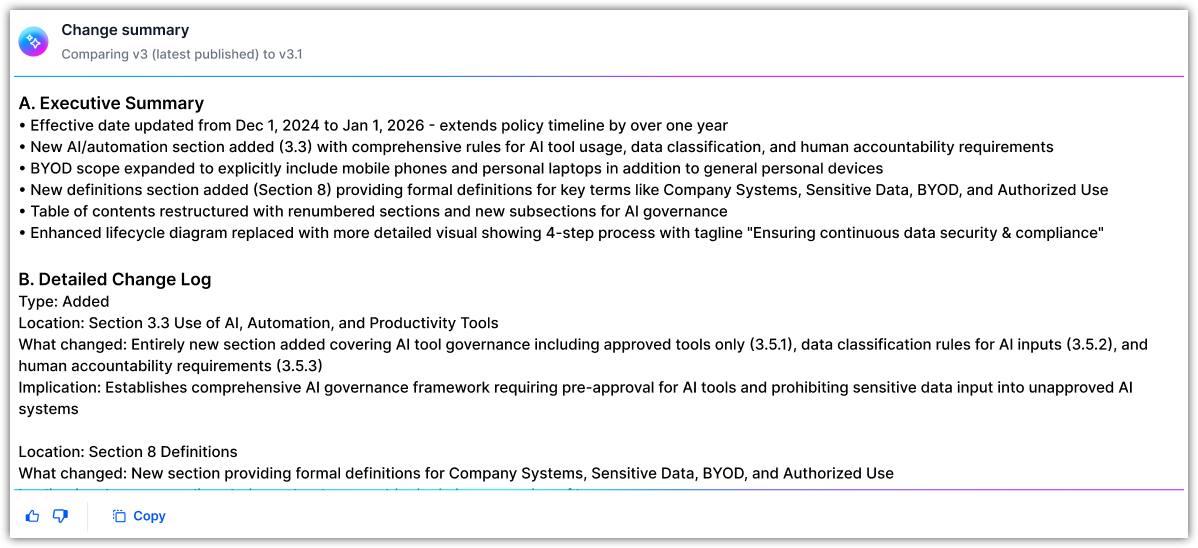 Change summary
Comparing v3 (latest published) to v3.1
A. Executive Summary
• Effective date updated from Dec 1, 2024 to Jan 1, 2026 - extends policy timeline by over one year
• New AI/automation section added (3.3) with comprehensive rules for AI tool usage, data classification, and human accountability requirements
• BYOD scope expanded to explicitly include mobile phones and personal laptops in addition to general personal devices
• New definitions section added (Section 8) providing formal definitions for key terms like Company Systems, Sensitive Data, BYOD, and Authorized Use
• Table of contents restructured with renumbered sections and new subsections for AI governance
• Enhanced lifecycle diagram replaced with more detailed visual showing 4-step process with tagline "Ensuring continuous data security & compliance"
B. Detailed Change Log
Type: Added
Location: Section 3.3 Use of AI, Automation, and Productivity Tools
What changed: Entirely new section added covering AI tool governance including approved tools only (3.5.1), data classification rules for AI inputs (3.5.2), and
human accountability requirements (3.5.3)
Implication: Establishes comprehensive AI governance framework requiring pre-approval for AI tools and prohibiting sensitive data input into unapproved AI
systems
Location: Section 8 Definitions
What changed: New section providing formal definitions for Company Systems, Sensitive Data, BYOD, and Authorized Use
Copy